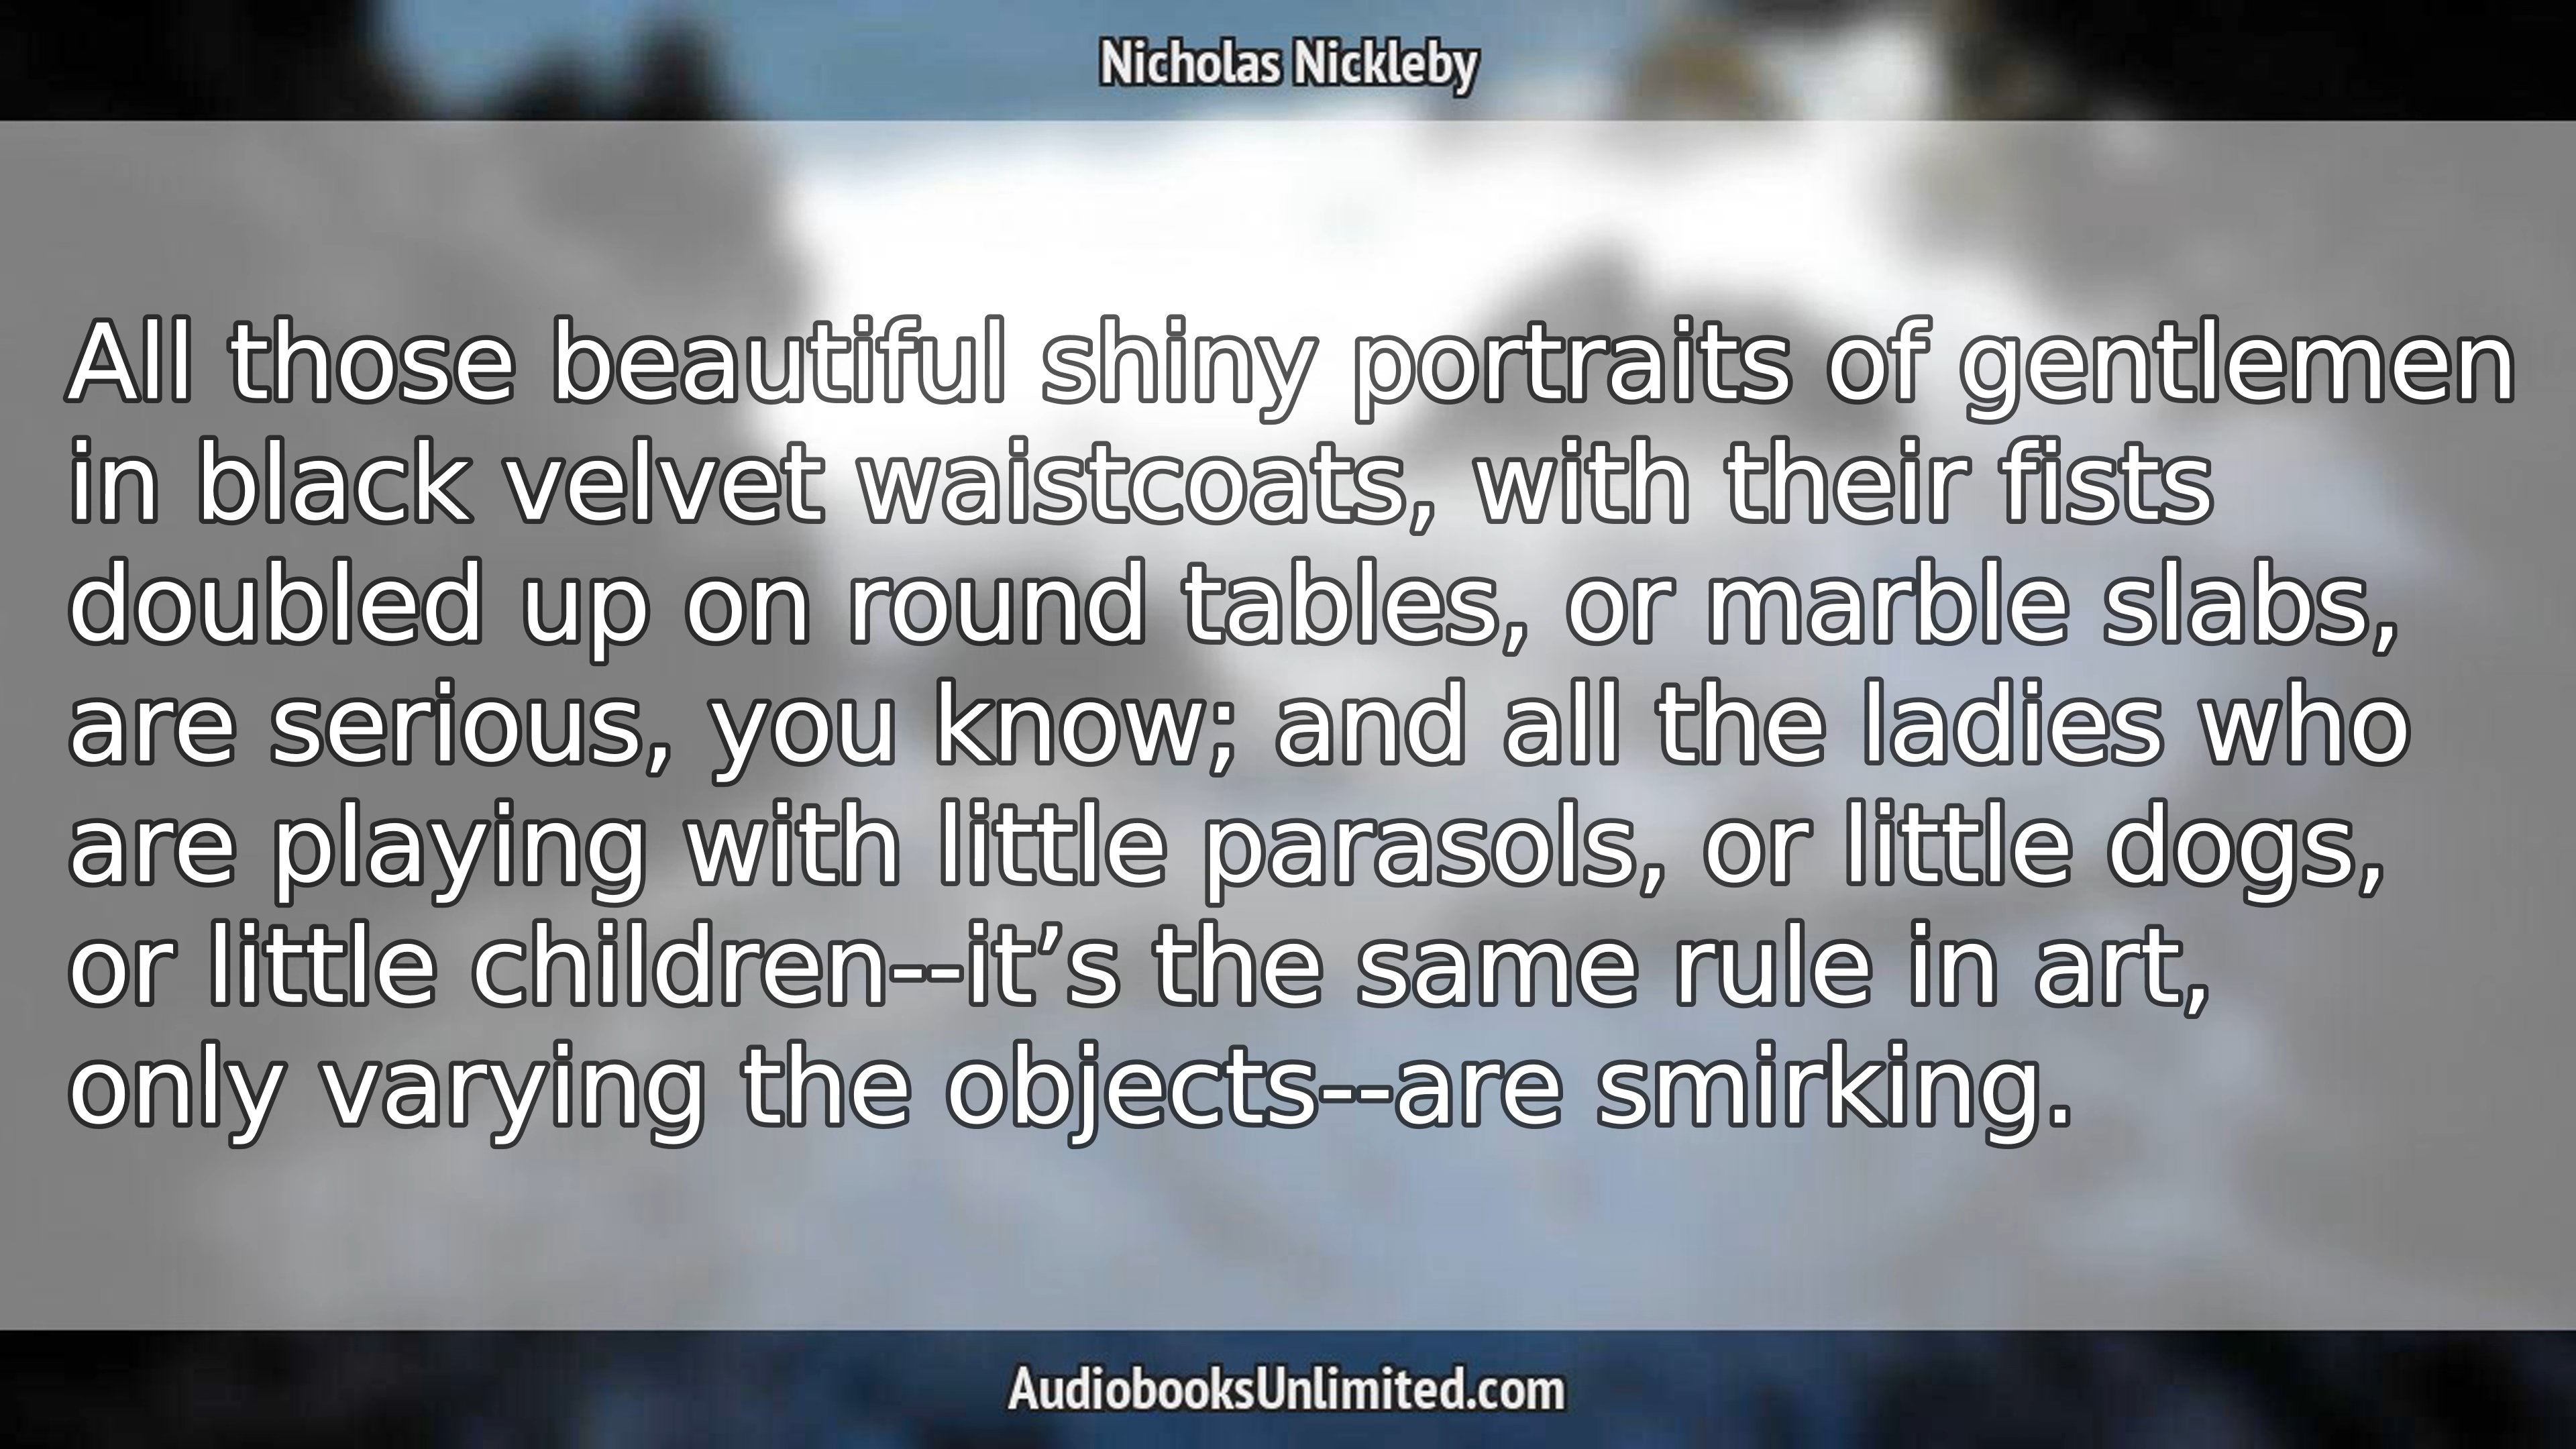 Nicholas Nickleby
All those beautiful shiny portraits of gentlemen
in black velvet waistcoats, with their fists
doubled up on round tables, or marble slabs,
are serious, you know; and all the ladies who
are playing with little parasols, or little dogs,
or little children--it’s the same rule in art,
only varying the objects--are smirking.
AudiobooksUnlimited.com